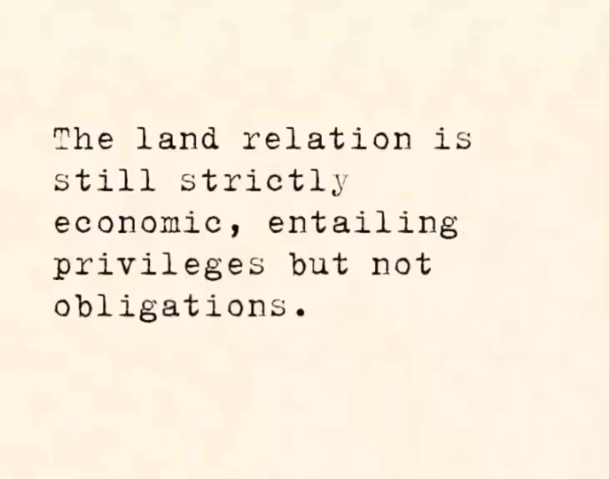 The land relation is
still strictly
economic, entailing
privileges but not
obligations.